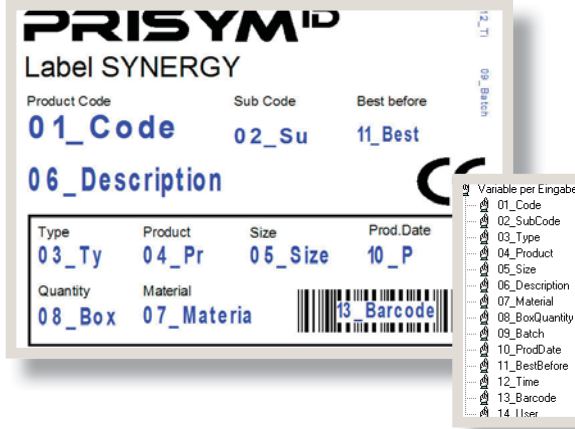 PRISYM ID
Label SYNERGY
Product Code Sub Code Best before
01_Code 02_Su 11_Best
12_Ti 09_Batch
06_Description
CE
Type Product Size Prod.Date
03_Ty 04_Pr 05_Size 10_P
Quantity Material
08_Box 07_Materia 13_Barcode
Variable per Eingabe
01_Code
02_SubCode
03_Type
04_Product
05_Size
06_Description
07_Material
08_BoxQuantity
09_Batch
10_ProdDate
11_BestBefore
12_Time
13_Barcode
14_User